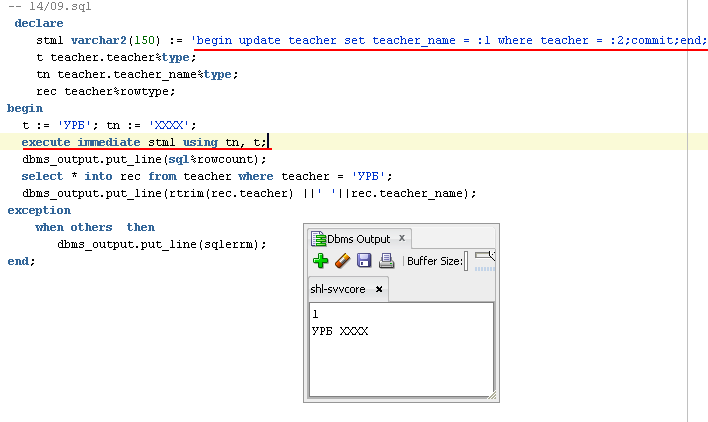 -- 14/09.sql
declare
stml varchar2(150) := 'begin update teacher set teacher_name = :1 where teacher = :2;commit;end;
t teacher.teacher%type;
tn teacher.teacher_name%type;
rec teacher%rowtype;
begin
t := 'УРБ'; tn := 'XXXX';
execute immediate stml using tn, t;
dbms_output.put_line(sql%rowcount);
select * into rec from teacher where teacher = 'УРБ';
dbms_output.put_line(rtrim(rec.teacher) ||' '||rec.teacher_name);
exception
when others then
dbms_output.put_line(sqlerrm);
end;
Dbms Output x
Buffer Size:
shl-svvcore x
1
УРБ XXXX